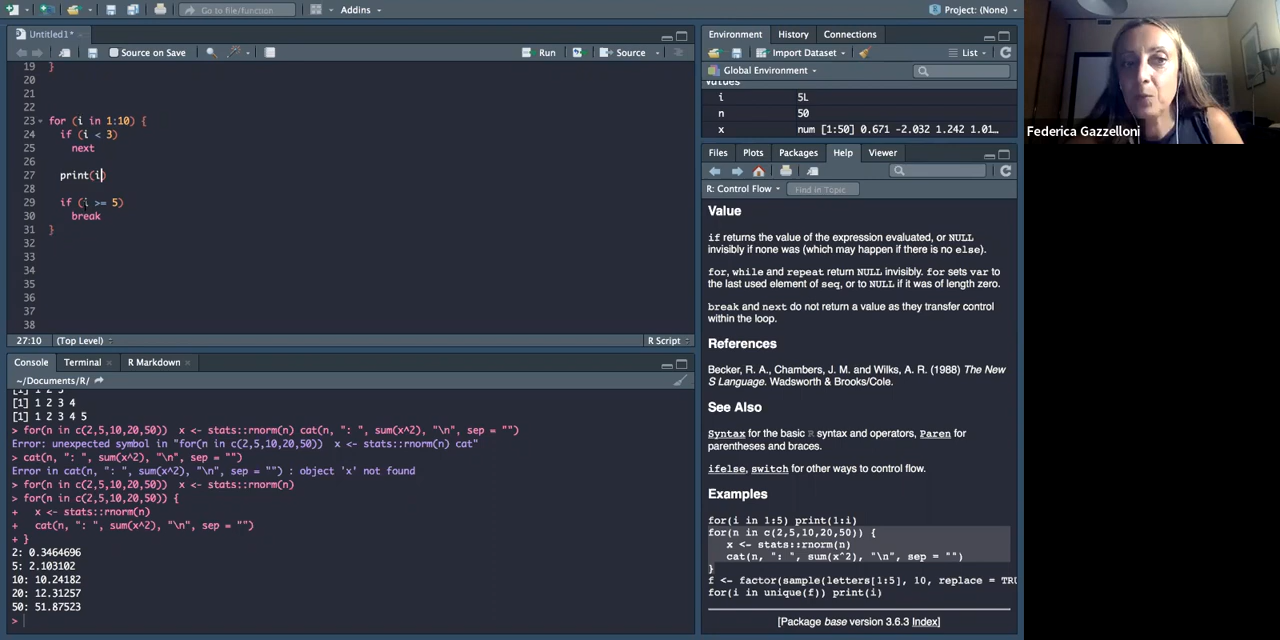 Go to file/function
Addins
Project: (None)
Untitled1*
Source on Save
Run
Source
19 }
20
21
22
23 for (i in 1:10) {
24 if (i < 3)
25 next
26
27 print(i)
28
29 if (i >= 5)
30 break
31 }
32
33
34
35
36
37
38
27:10 (Top Level) R Script
Console Terminal R Markdown
~/Documents/R/
[1] 1 2 3
[1] 1 2 3 4
[1] 1 2 3 4 5
> for(n in c(2,5,10,20,50))  x <- stats::rnorm(n) cat(n, ": ", sum(x^2), "\n", sep = "")
Error: unexpected symbol in "for(n in c(2,5,10,20,50))  x <- stats::rnorm(n) cat"
> cat(n, ": ", sum(x^2), "\n", sep = "")
Error in cat(n, ": ", sum(x^2), "\n", sep = "") : object 'x' not found
> for(n in c(2,5,10,20,50))  x <- stats::rnorm(n)
> for(n in c(2,5,10,20,50)) {
+   x <- stats::rnorm(n)
+   cat(n, ": ", sum(x^2), "\n", sep = "")
+ }
2: 0.3464696
5: 2.103102
10: 10.24182
20: 12.31257
50: 51.87523
>
Environment History Connections
Import Dataset List
Global Environment
Values
i 5L
n 50
x num [1:50] 0.671 -2.032 1.242 1.01…
Files Plots Packages Help Viewer
R: Control Flow Find in Topic
Value
if returns the value of the expression evaluated, or NULL
invisibly if none was (which may happen if there is no else).
for, while and repeat return NULL invisibly. for sets var to
the last used element of seq, or to NULL if it was of length zero.
break and next do not return a value as they transfer control
within the loop.
References
Becker, R. A., Chambers, J. M. and Wilks, A. R. (1988) The New
S Language. Wadsworth & Brooks/Cole.
See Also
Syntax for the basic R syntax and operators, Paren for
parentheses and braces.
ifelse, switch for other ways to control flow.
Examples
for(i in 1:5) print(1:i)
for(n in c(2,5,10,20,50)) {
x <- stats::rnorm(n)
cat(n, ": ", sum(x^2), "\n", sep = "")
}
f <- factor(sample(letters[1:5], 10, replace = TRU
for(i in unique(f)) print(i)
[Package base version 3.6.3 Index]
Federica Gazzelloni